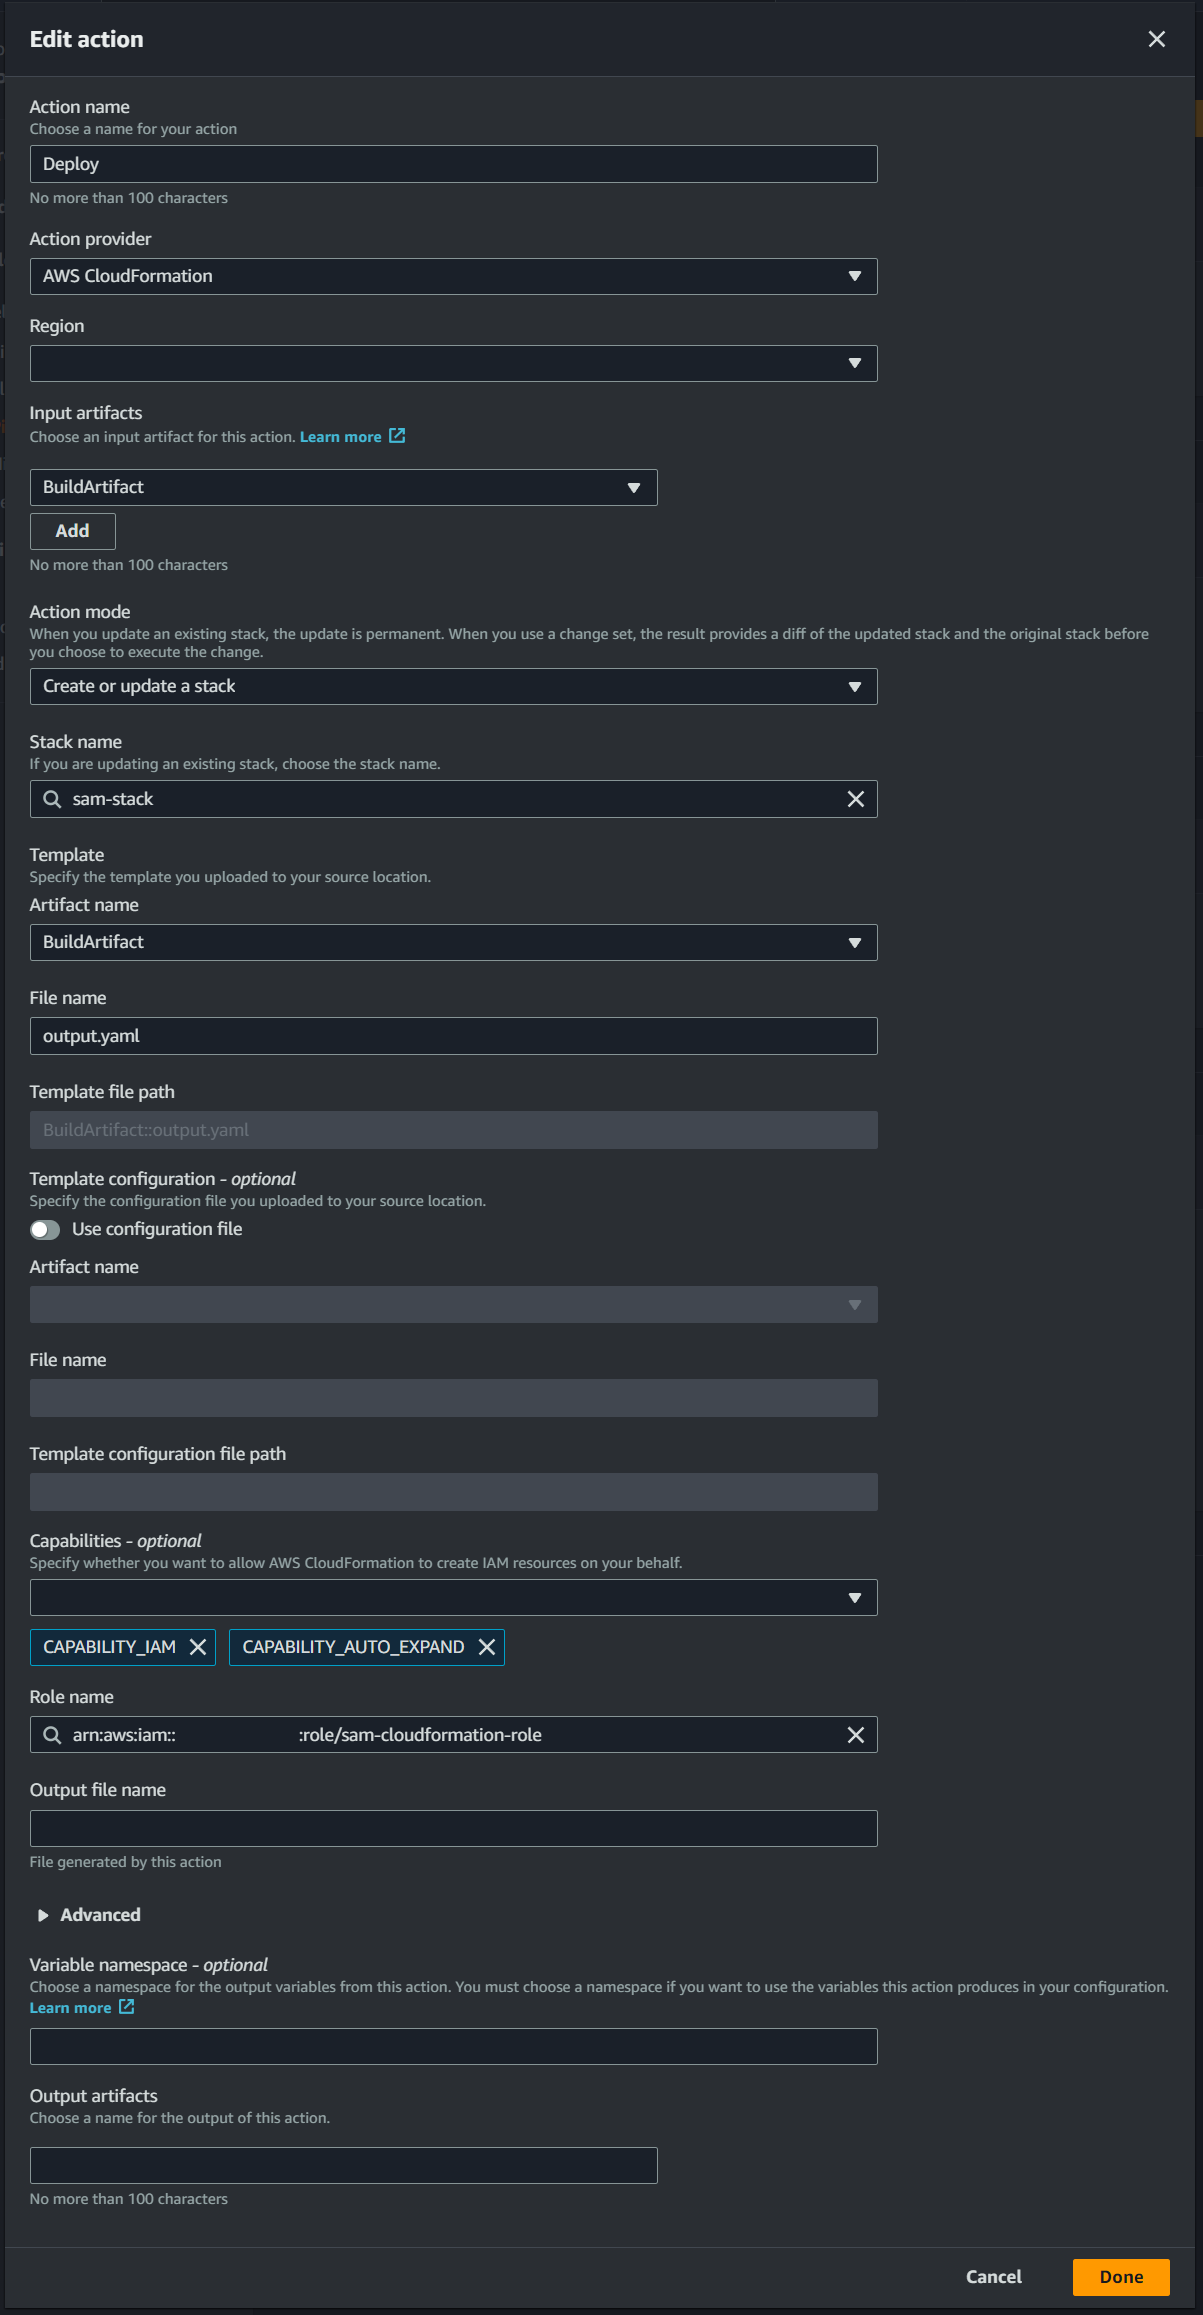 Edit action
Action name
Choose a name for your action
Deploy
No more than 100 characters
Action provider
AWS CloudFormation
Region
Input artifacts
Choose an input artifact for this action. Learn more
BuildArtifact
Add
No more than 100 characters
Action mode
When you update an existing stack, the update is permanent. When you use a change set, the result provides a diff of the updated stack and the original stack before
you choose to execute the change.
Create or update a stack
Stack name
If you are updating an existing stack, choose the stack name.
sam-stack
Template
Specify the template you uploaded to your source location.
Artifact name
BuildArtifact
File name
output.yaml
Template file path
BuildArtifact::output.yaml
Template configuration - optional
Specify the configuration file you uploaded to your source location.
Use configuration file
Artifact name
File name
Template configuration file path
Capabilities - optional
Specify whether you want to allow AWS CloudFormation to create IAM resources on your behalf.
CAPABILITY_IAM CAPABILITY_AUTO_EXPAND
Role name
arn:aws:iam:: :role/sam-cloudformation-role
Output file name
File generated by this action
Advanced
Variable namespace - optional
Choose a namespace for the output variables from this action. You must choose a namespace if you want to use the variables this action produces in your configuration.
Learn more
Output artifacts
Choose a name for the output of this action.
No more than 100 characters
Cancel Done